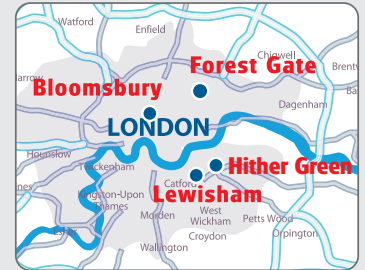 Watford
Enfield
Chigwell
Forest Gate
Bloomsbury
Dagenham
LONDON
Hounslow
Twickenham
Hither Green
Catford
Lewisham
Kingston-Upon
Thames
West
Wickham
Morden
Petts Wood
Croydon
Orpington
Wallington